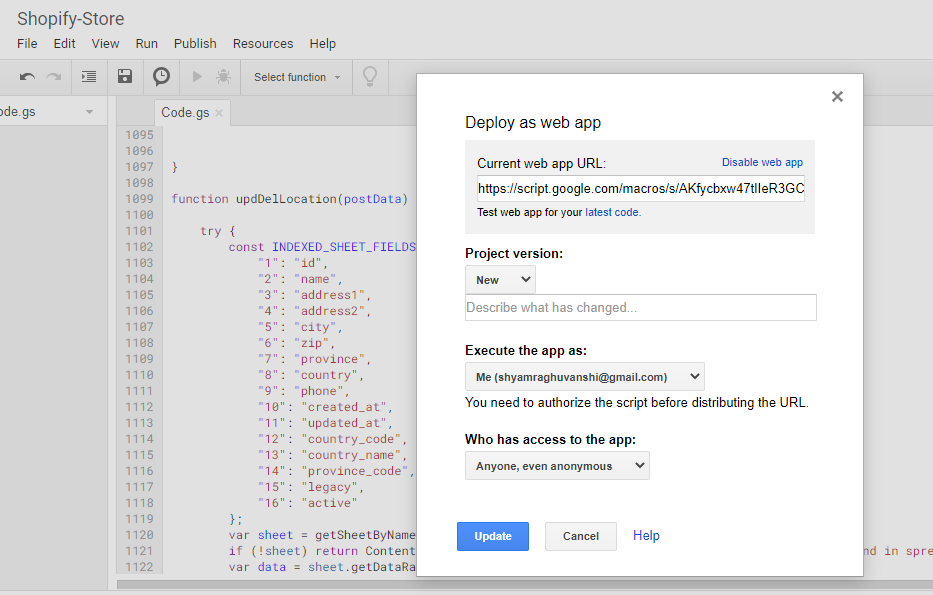 Shopify-Store
File Edit View Run Publish Resources Help
Select function
ode.gs
Code.gs ×
1095
1096
1097 }
1098
1099 function updDelLocation(postData)
1100
1101 try {
1102 const INDEXED_SHEET_FIELDS
1103 "1": "id",
1104 "2": "name",
1105 "3": "address1",
1106 "4": "address2",
1107 "5": "city",
1108 "6": "zip",
1109 "7": "province",
1110 "8": "country",
1111 "9": "phone",
1112 "10": "created_at",
1113 "11": "updated_at",
1114 "12": "country_code",
1115 "13": "country_name",
1116 "14": "province_code",
1117 "15": "legacy",
1118 "16": "active"
1119 };
1120 var sheet = getSheetByName
1121 if (!sheet) return Content nd in spre
1122 var data = sheet.getDataRa
Deploy as web app
Current web app URL: Disable web app
https://script.google.com/macros/s/AKfycbxw47tlIeR3GC
Test web app for your latest code.
Project version:
New
Describe what has changed...
Execute the app as:
Me (shyamraghuvanshi@gmail.com)
You need to authorize the script before distributing the URL.
Who has access to the app:
Anyone, even anonymous
Update Cancel Help